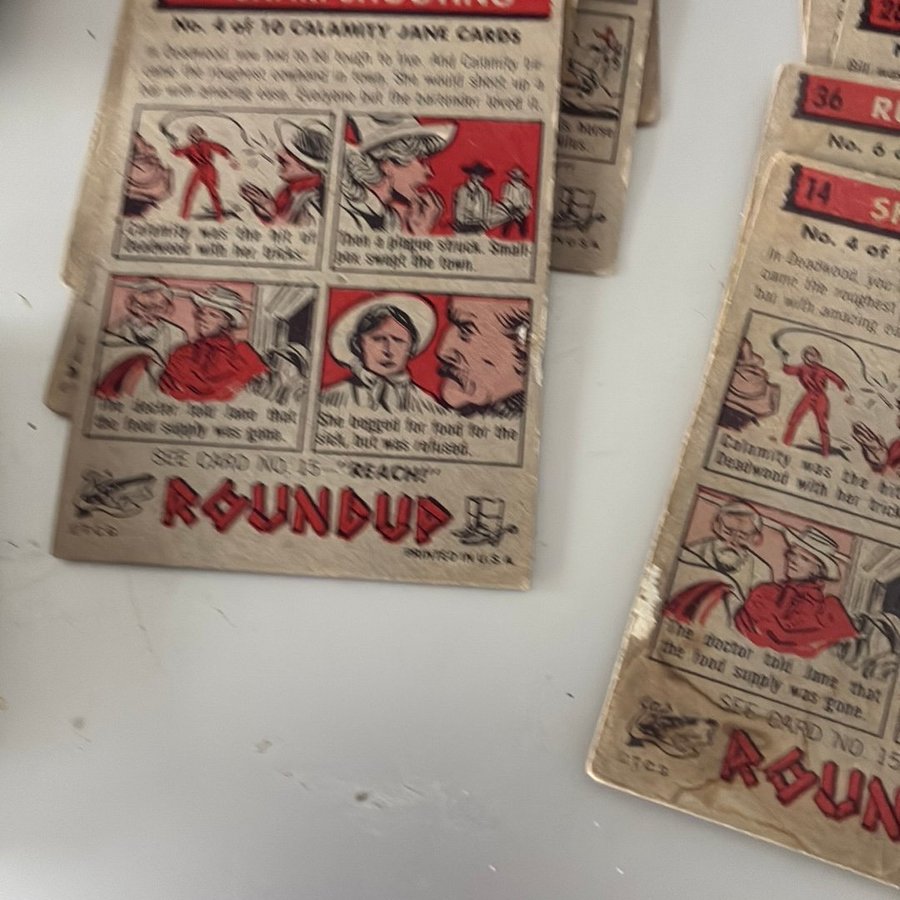 SHARPSHOOTING
No. 4 of 10 CALAMITY JANE CARDS
In Deadwood you had to be tough to live. And Calamity be-
came the roughest cowhand in town. She would shoot up a
bar with amazing ease. Everyone but the bartender loved it.
Calamity was the hit of
Deadwood with her tricks.
Then a plague struck. Small-
pox swept the town.
The doctor told Jane that
the food supply was gone.
She begged for food for the
sick, but was refused.
SEE CARD NO. 15—"REACH!"
ROUNDUP
©T.C.G.
PRINTED IN U.S.A.
horse
U.S.A.
Bill
36
No. 6
14
No. 4 of
In Deadwood, you
came the roughest
bar with amazing
Calamity was the
Deadwood with her
The doctor told Jane that
the food supply was gone.
SEE CARD NO. 15
ROUN
©T.C.G.